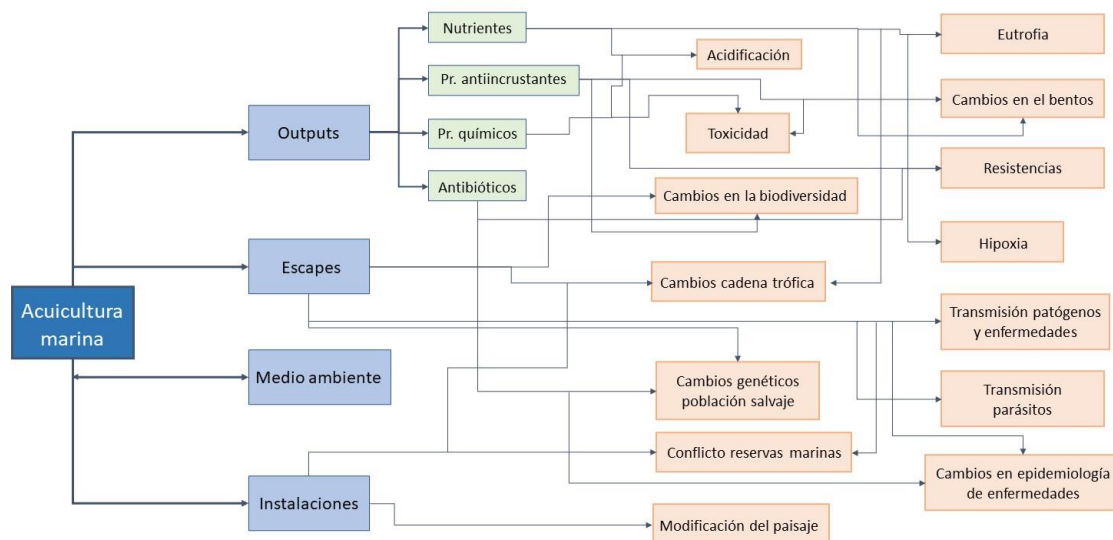 Acuicultura
marina
Outputs
Escapes
Medio ambiente
Instalaciones
Nutrientes
Pr. antiincrustantes
Pr. químicos
Antibióticos
Acidificación
Toxicidad
Cambios en la biodiversidad
Cambios cadena trófica
Cambios genéticos
población salvaje
Conflicto reservas marinas
Modificación del paisaje
Eutrofia
Cambios en el bentos
Resistencias
Hipoxia
Transmisión patógenos
y enfermedades
Transmisión
parásitos
Cambios en epidemiología
de enfermedades